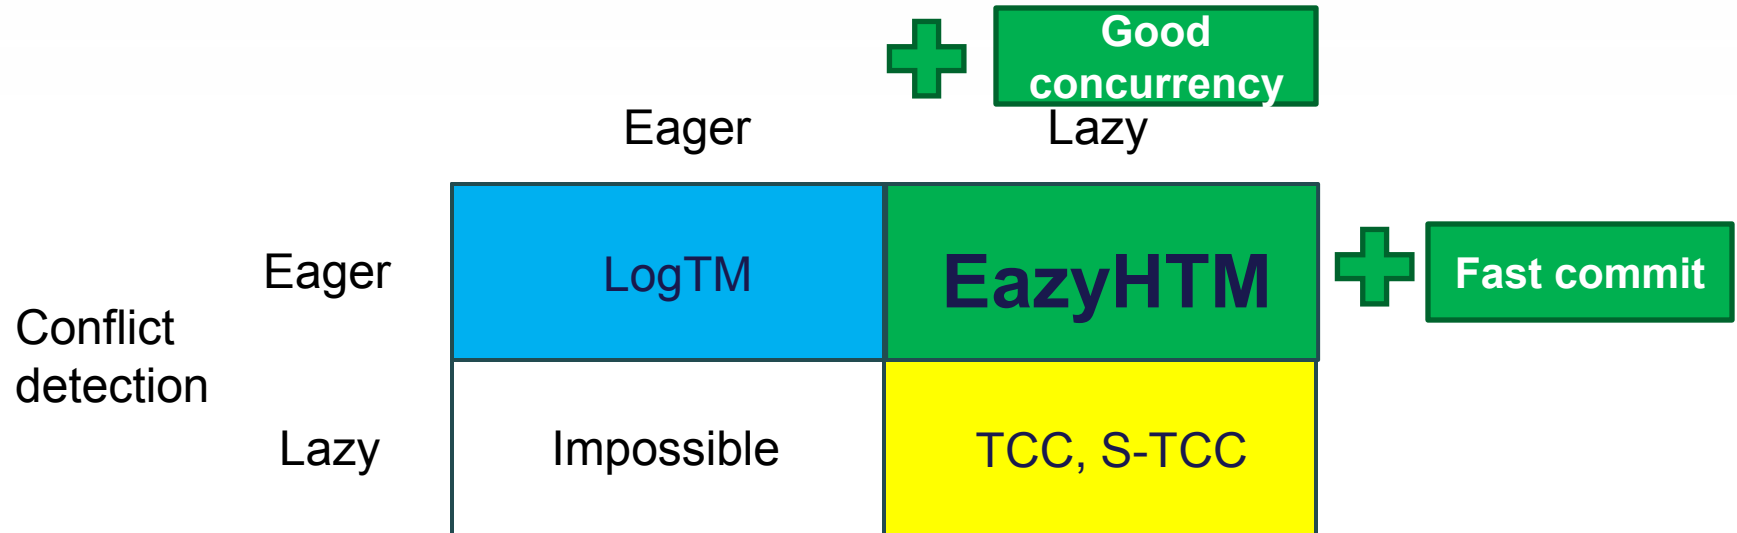 Good
concurrency
Eager
Lazy
Conflict
detection
Eager
LogTM
EazyHTM
Fast commit
Lazy
Impossible
TCC, S-TCC